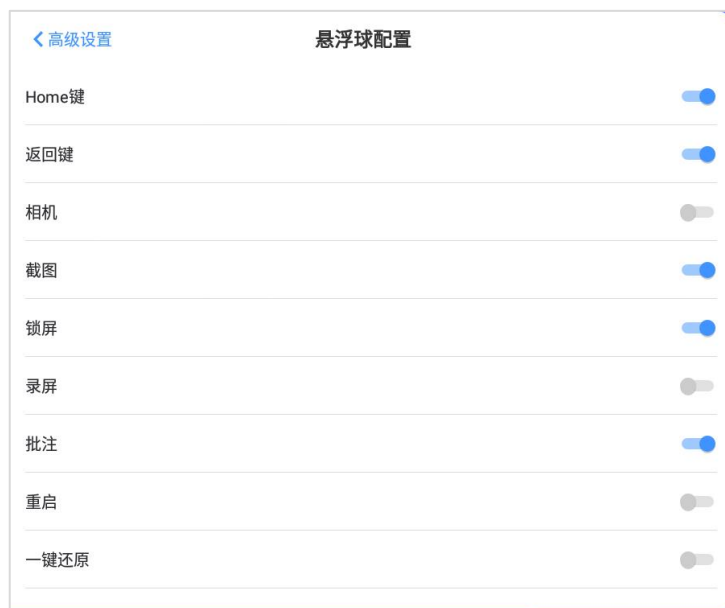 高级设置
悬浮球配置
Home键
返回键
相机
截图
锁屏
录屏
批注
重启
一键还原